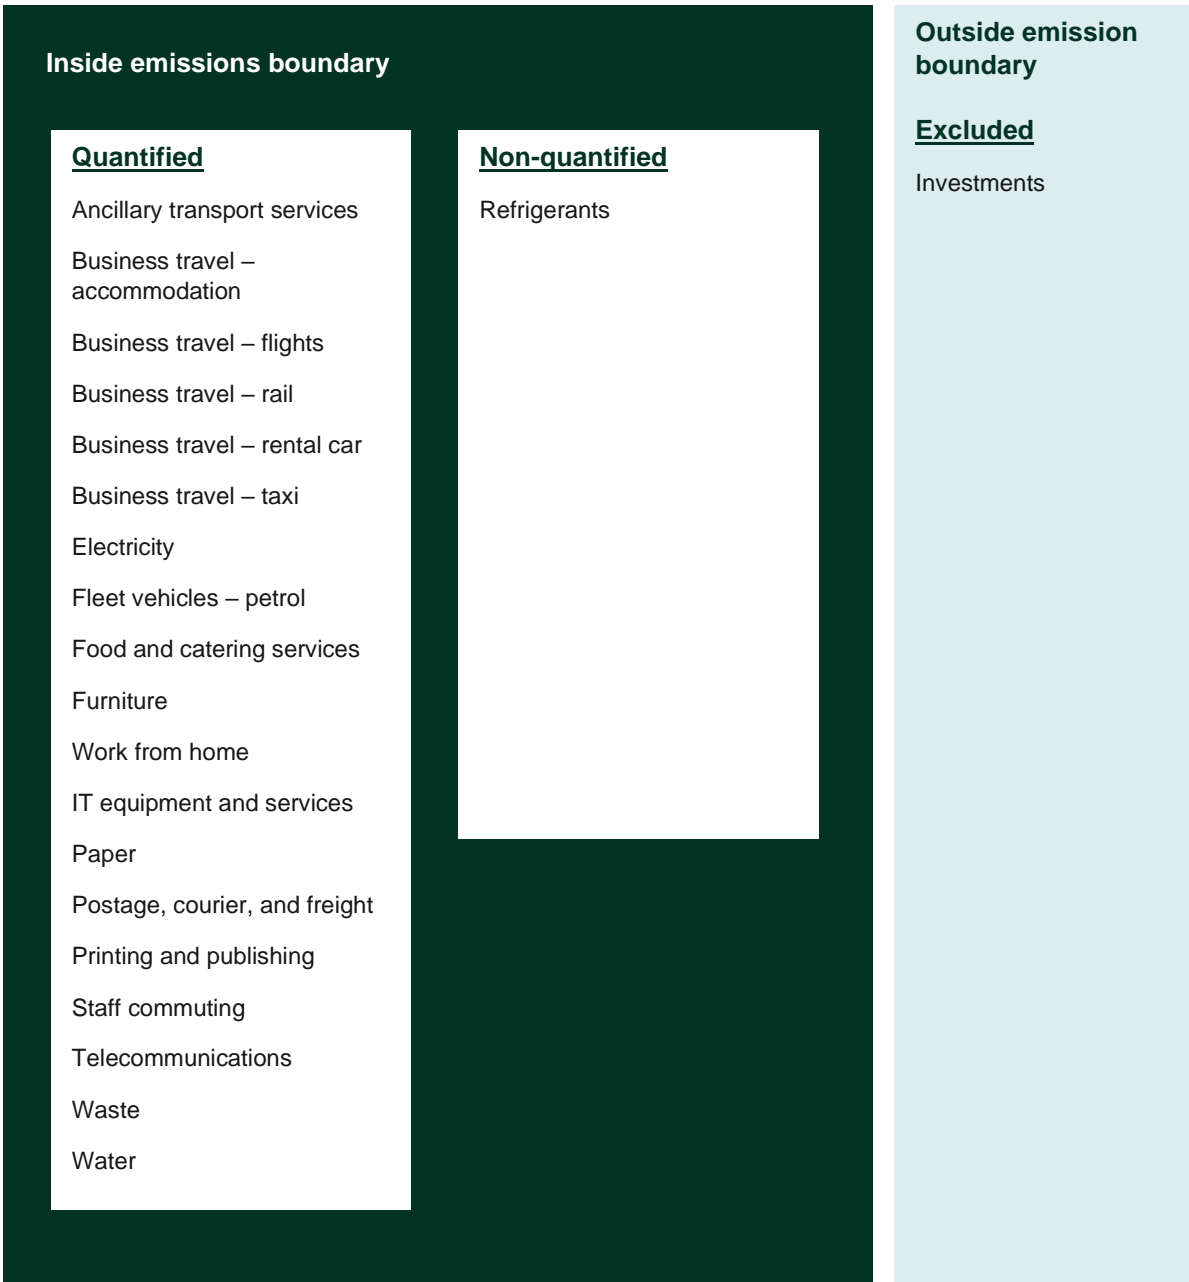 Inside emissions boundary
Quantified
Ancillary transport services
Business travel –
accommodation
Business travel – flights
Business travel – rail
Business travel – rental car
Business travel – taxi
Electricity
Fleet vehicles – petrol
Food and catering services
Furniture
Work from home
IT equipment and services
Paper
Postage, courier, and freight
Printing and publishing
Staff commuting
Telecommunications
Waste
Water
Non-quantified
Refrigerants
Outside emission
boundary
Excluded
Investments